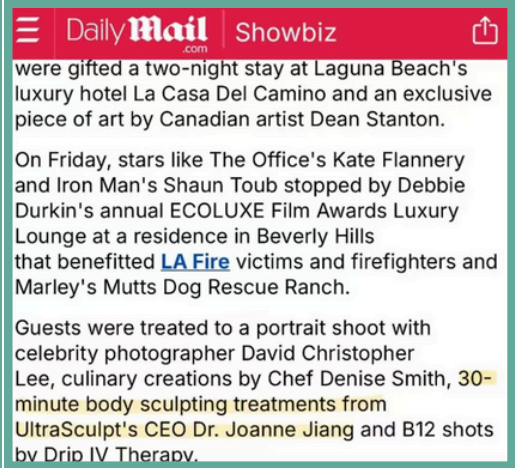 Daily Mail .com Showbiz
were gifted a two-night stay at Laguna Beach's
luxury hotel La Casa Del Camino and an exclusive
piece of art by Canadian artist Dean Stanton.
On Friday, stars like The Office's Kate Flannery
and Iron Man's Shaun Toub stopped by Debbie
Durkin's annual ECOLUXE Film Awards Luxury
Lounge at a residence in Beverly Hills
that benefitted LA Fire victims and firefighters and
Marley's Mutts Dog Rescue Ranch.
Guests were treated to a portrait shoot with
celebrity photographer David Christopher
Lee, culinary creations by Chef Denise Smith, 30-
minute body sculpting treatments from
UltraSculpt's CEO Dr. Joanne Jiang and B12 shots
by Drip IV Therapy.